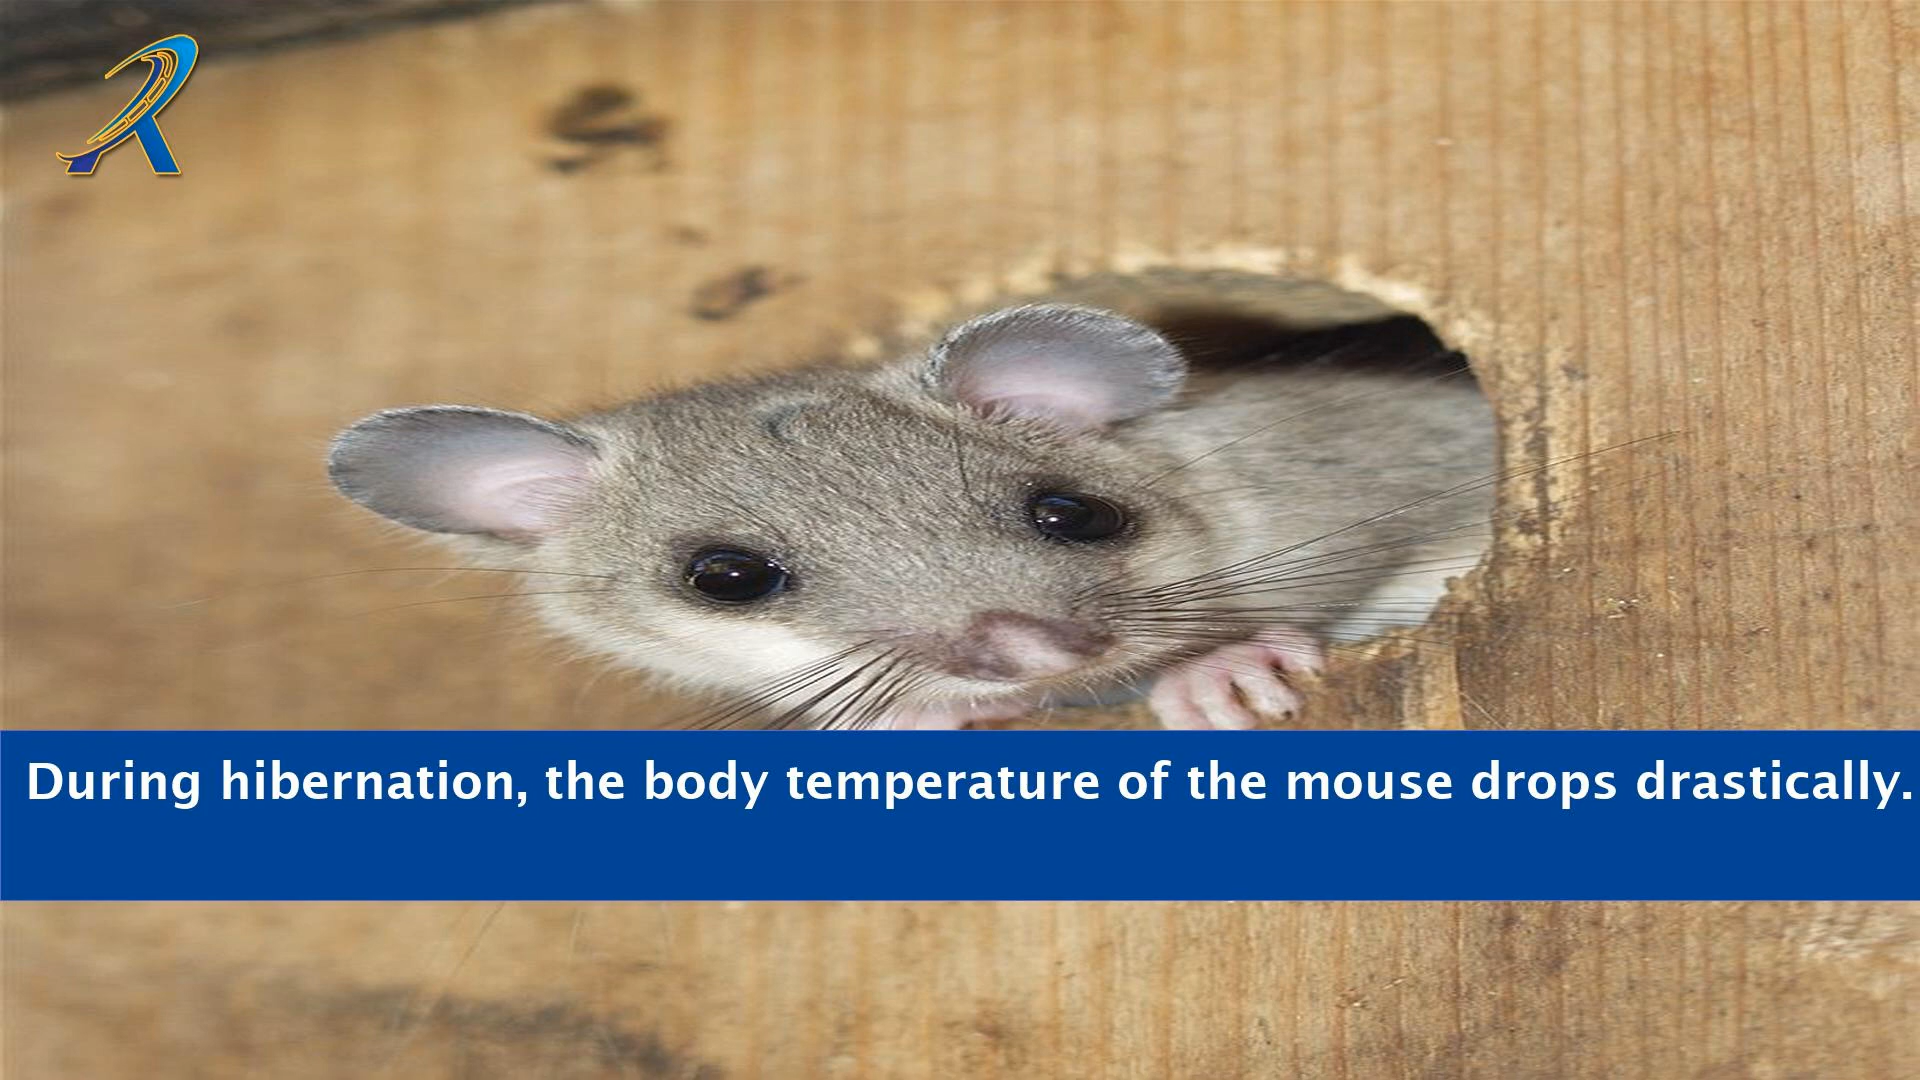 During hibernation, the body temperature of the mouse drops drastically.